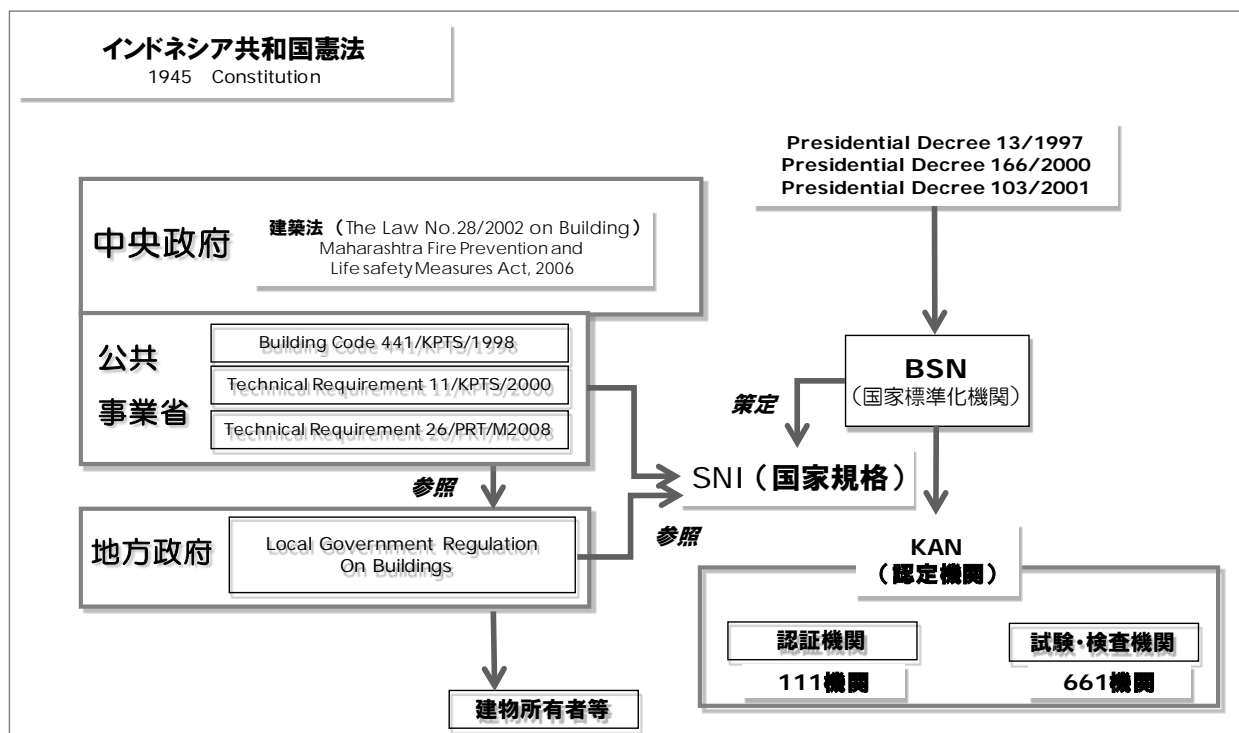 インドネシア共和国憲法
1945 Constitution
Presidential Decree 13/1997
Presidential Decree 166/2000
Presidential Decree 103/2001
中央政府
建築法（The Law No.28/2002 on Building）
Maharashtra Fire Prevention and
Life safety Measures Act, 2006
公共
事業省
Building Code 441/KPTS/1998
Technical Requirement 11/KPTS/2000
Technical Requirement 26/PRT/M2008
BSN
（国家標準化機関）
策定
SNI（国家規格）
参照
参照
地方政府
Local Government Regulation
On Buildings
KAN
（認定機関）
認証機関
111機関
試験・検査機関
661機関
建物所有者等